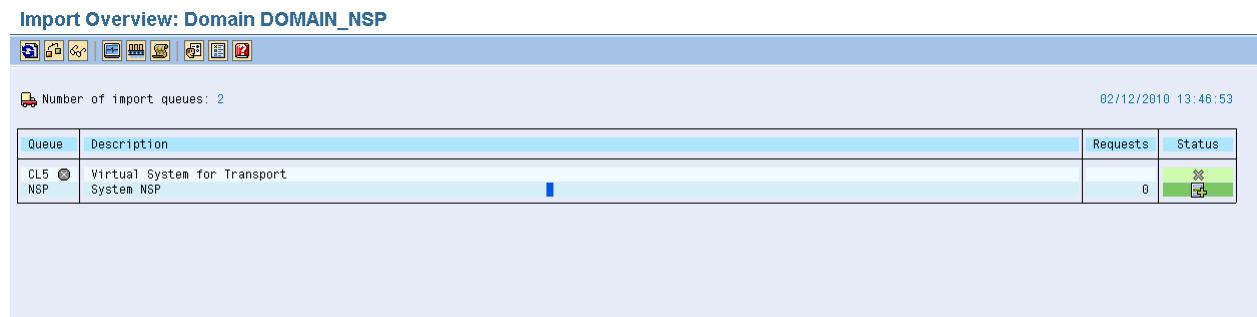 Import Overview: Domain DOMAIN_NSP
Number of import queues: 2 02/12/2010 13:46:53
Queue Description Requests Status
CL5 Virtual System for Transport
NSP System NSP 0